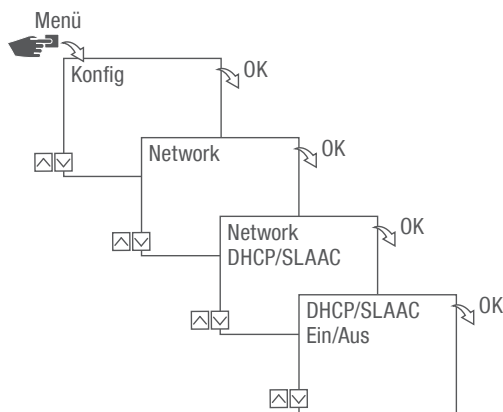 Menü
Konfig
OK
Network
OK
Network
DHCP/SLAAC
OK
DHCP/SLAAC
Ein/Aus
OK